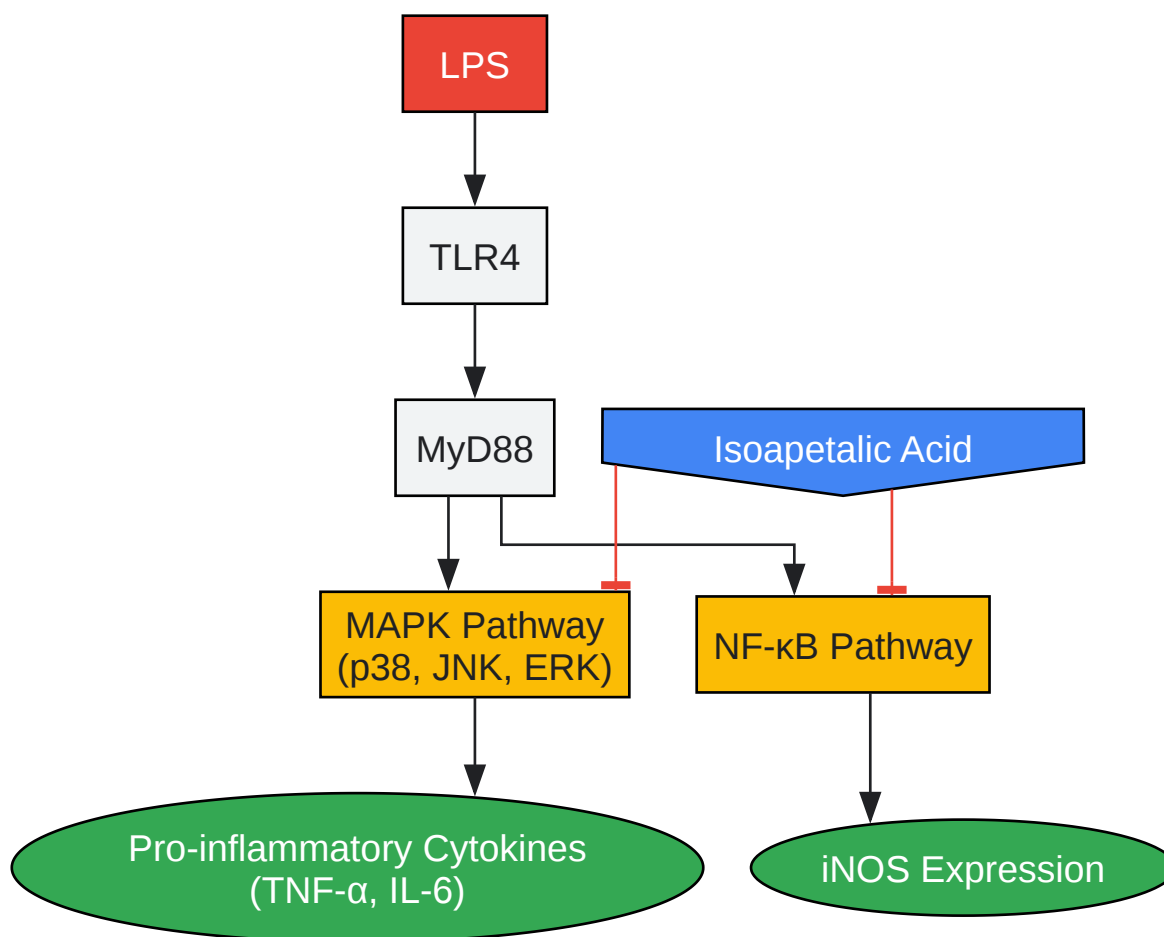 LPS
TLR4
MyD88
Isoapetalic Acid
MAPK Pathway
(p38, JNK, ERK)
NF-κB Pathway
Pro-inflammatory Cytokines
(TNF-α, IL-6)
iNOS Expression